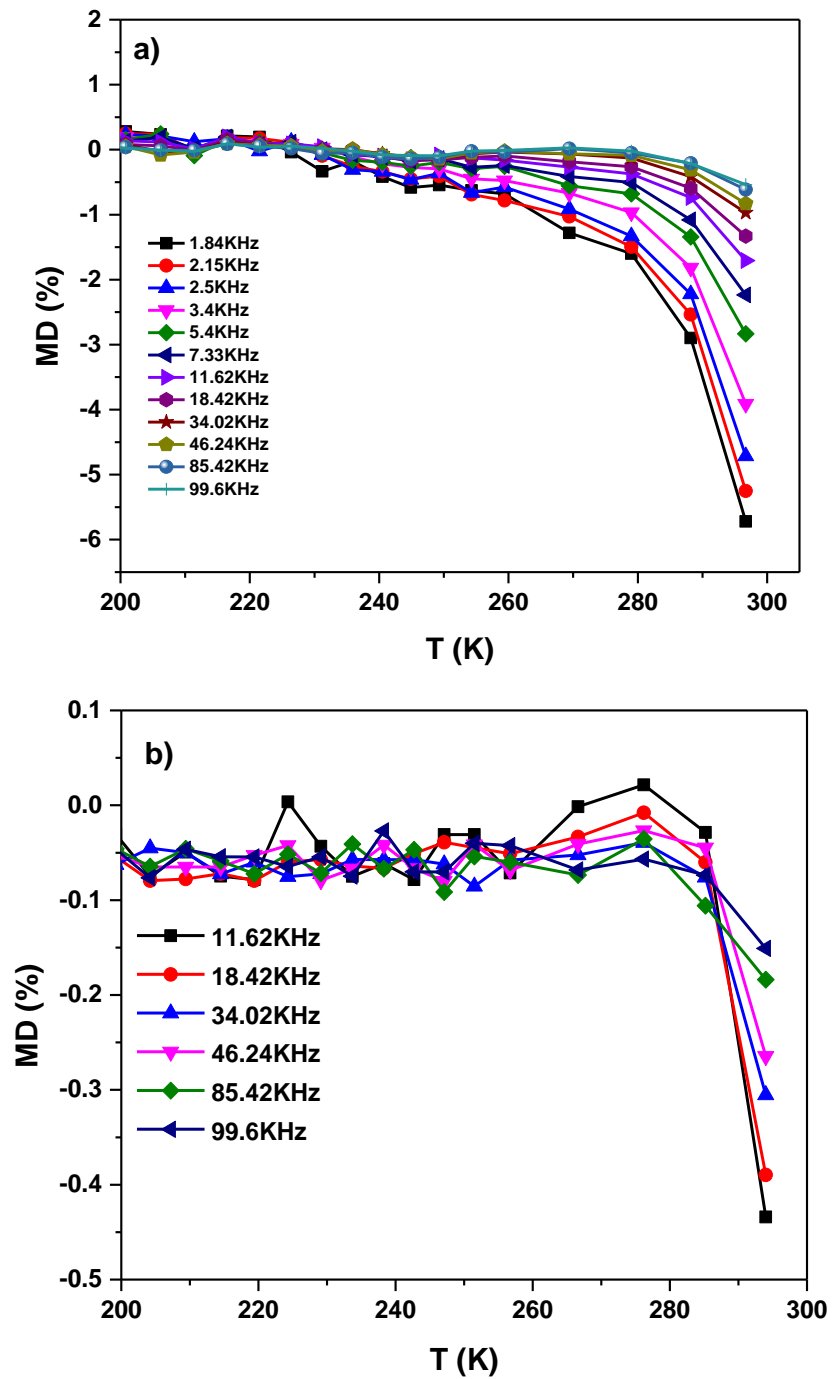 a)
2
1
0
-1
-2
-3
-4
-5
-6
MD (%)
1.84KHz
2.15KHz
2.5KHz
3.4KHz
5.4KHz
7.33KHz
11.62KHz
18.42KHz
34.02KHz
46.24KHz
85.42KHz
99.6KHz
200 220 240 260 280 300
T (K)
b)
0.1
0.0
-0.1
-0.2
-0.3
-0.4
-0.5
MD (%)
11.62KHz
18.42KHz
34.02KHz
46.24KHz
85.42KHz
99.6KHz
200 220 240 260 280 300
T (K)